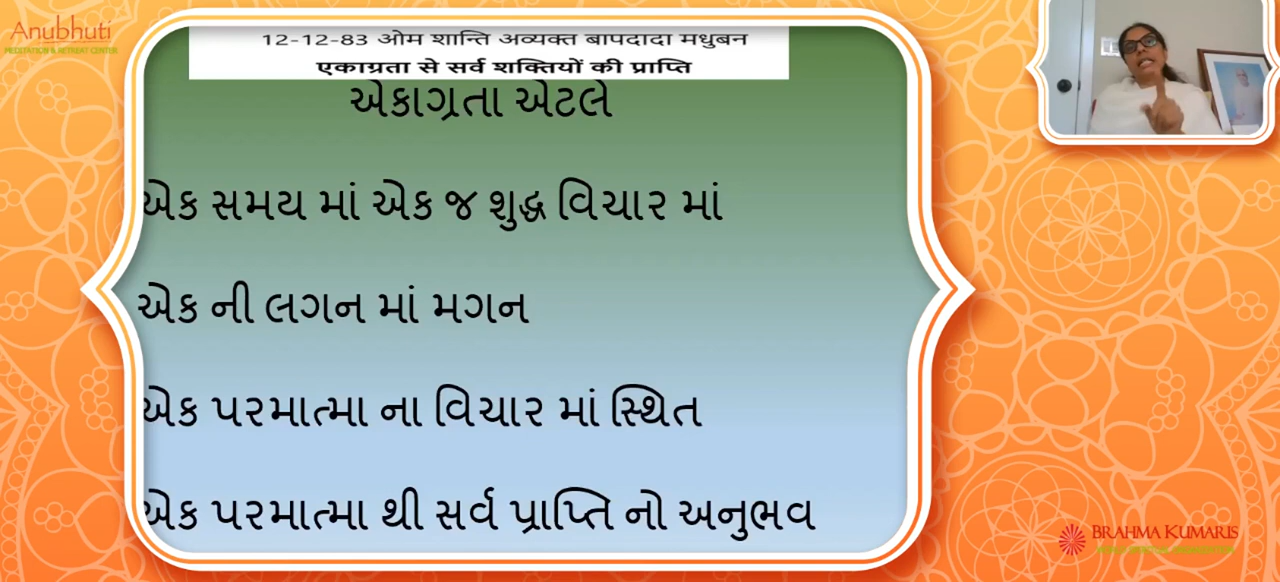 Anubhuti
MEDITATION & RETREAT CENTER
12-12-83 ओम शान्ति अव्यक्त बापदादा मधुबन
एकाग्रता से सर्व शक्तियों की प्राप्ति
એકાગ્રતા એટલે
એક સમય માં એક જ શુદ્ધ વિચાર માં
એક ની લગન માં મગન
એક પરમાત્મા ના વિચાર માં સ્થિત
એક પરમાત્મા થી સર્વ પ્રાપ્તિ નો અનુભવ
BRAHMA KUMARIS